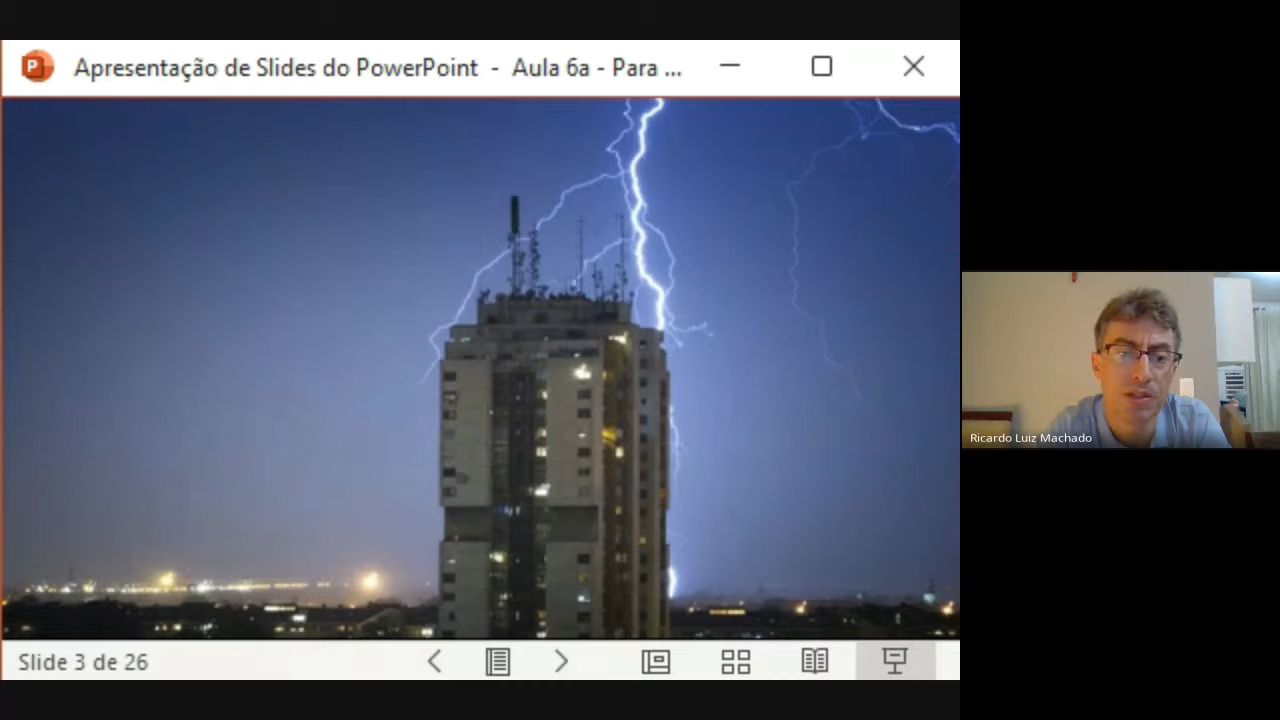 Apresentação de Slides do PowerPoint - Aula 6a - Para ...
Ricardo Luiz Machado
Slide 3 de 26